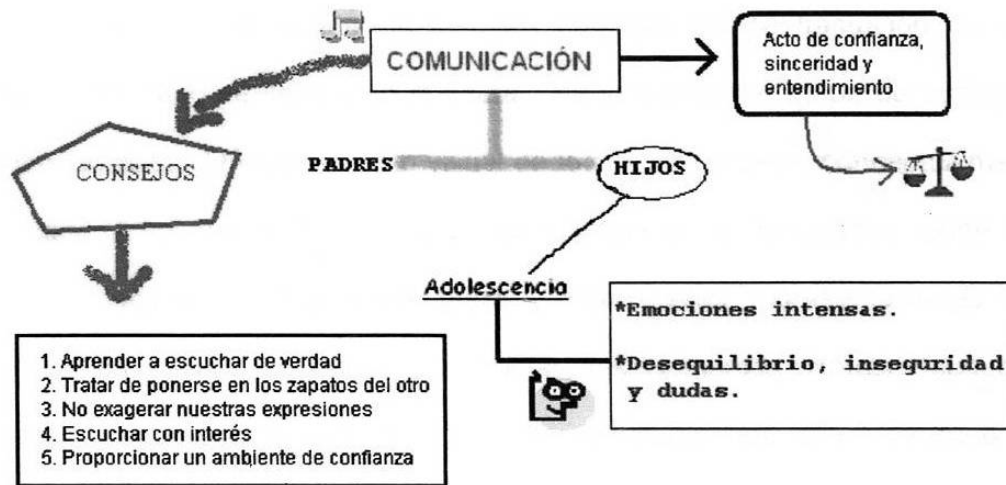 COMUNICACIÓN
Acto de confianza,
sinceridad y
entendimiento
CONSEJOS
PADRES
HIJOS
Adolescencia
*Emociones intensas.
*Desequilibrio, inseguridad
y dudas.
1. Aprender a escuchar de verdad
2. Tratar de ponerse en los zapatos del otro
3. No exagerar nuestras expresiones
4. Escuchar con interés
5. Proporcionar un ambiente de confianza